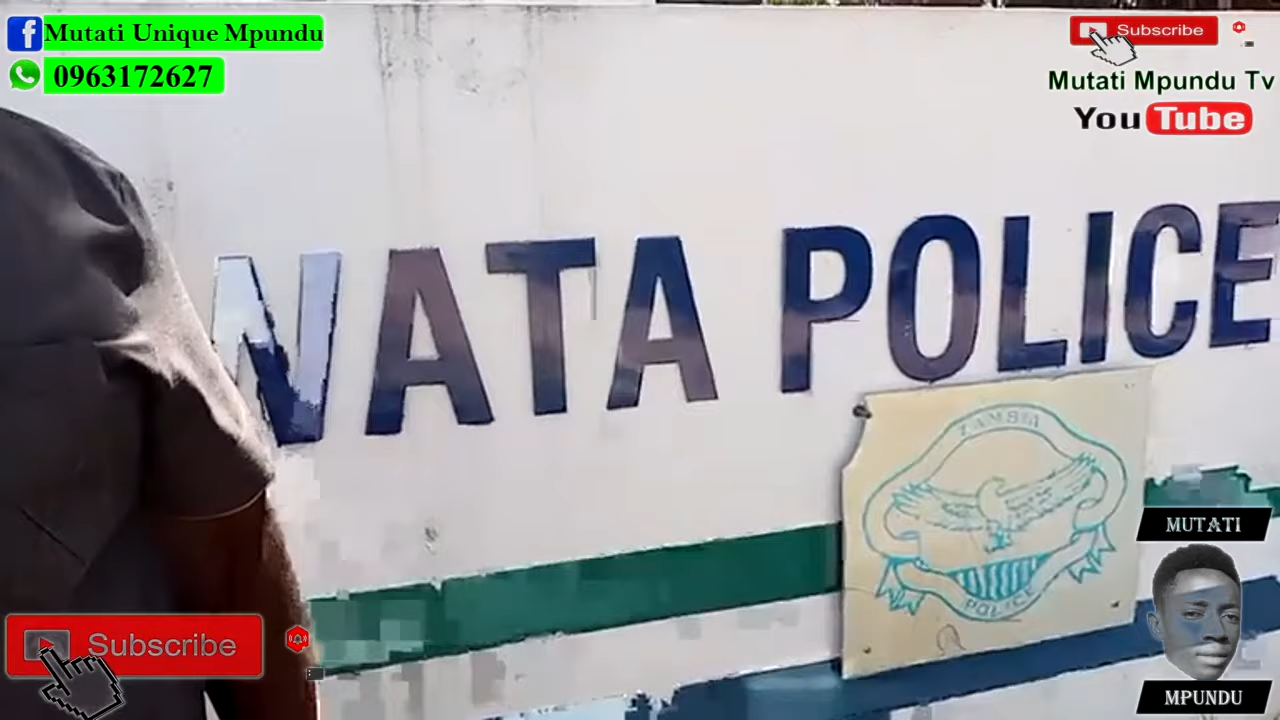 Mutati Unique Mpundu
0963172627
Subscribe
Mutati Mpundu Tv
YouTube
NATA POLICE
ZAMBIA
POLICE
MUTATI
MPUNDU
Subscribe